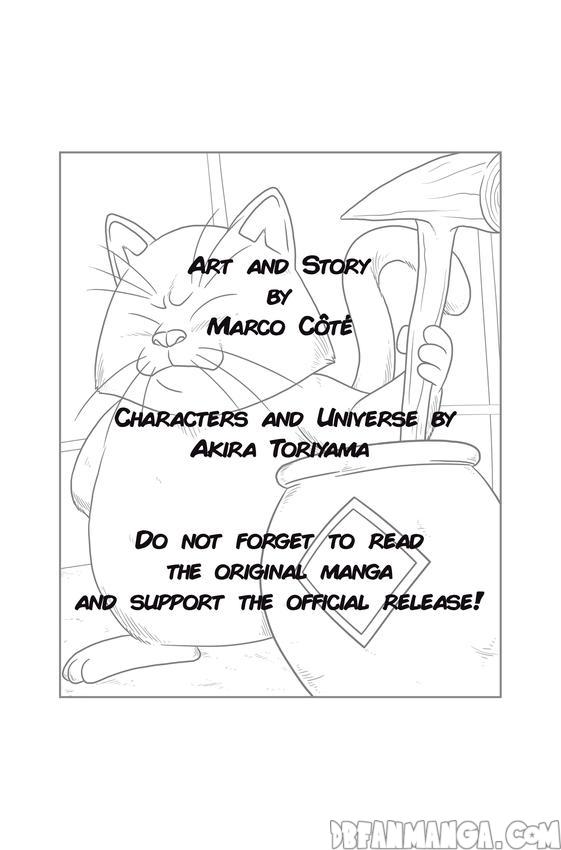 Art and Story
by
Marco Côté
Characters and Universe by
Akira Toriyama
Do not forget to read
the original manga
and support the official release!
DBFANMANGA.COM